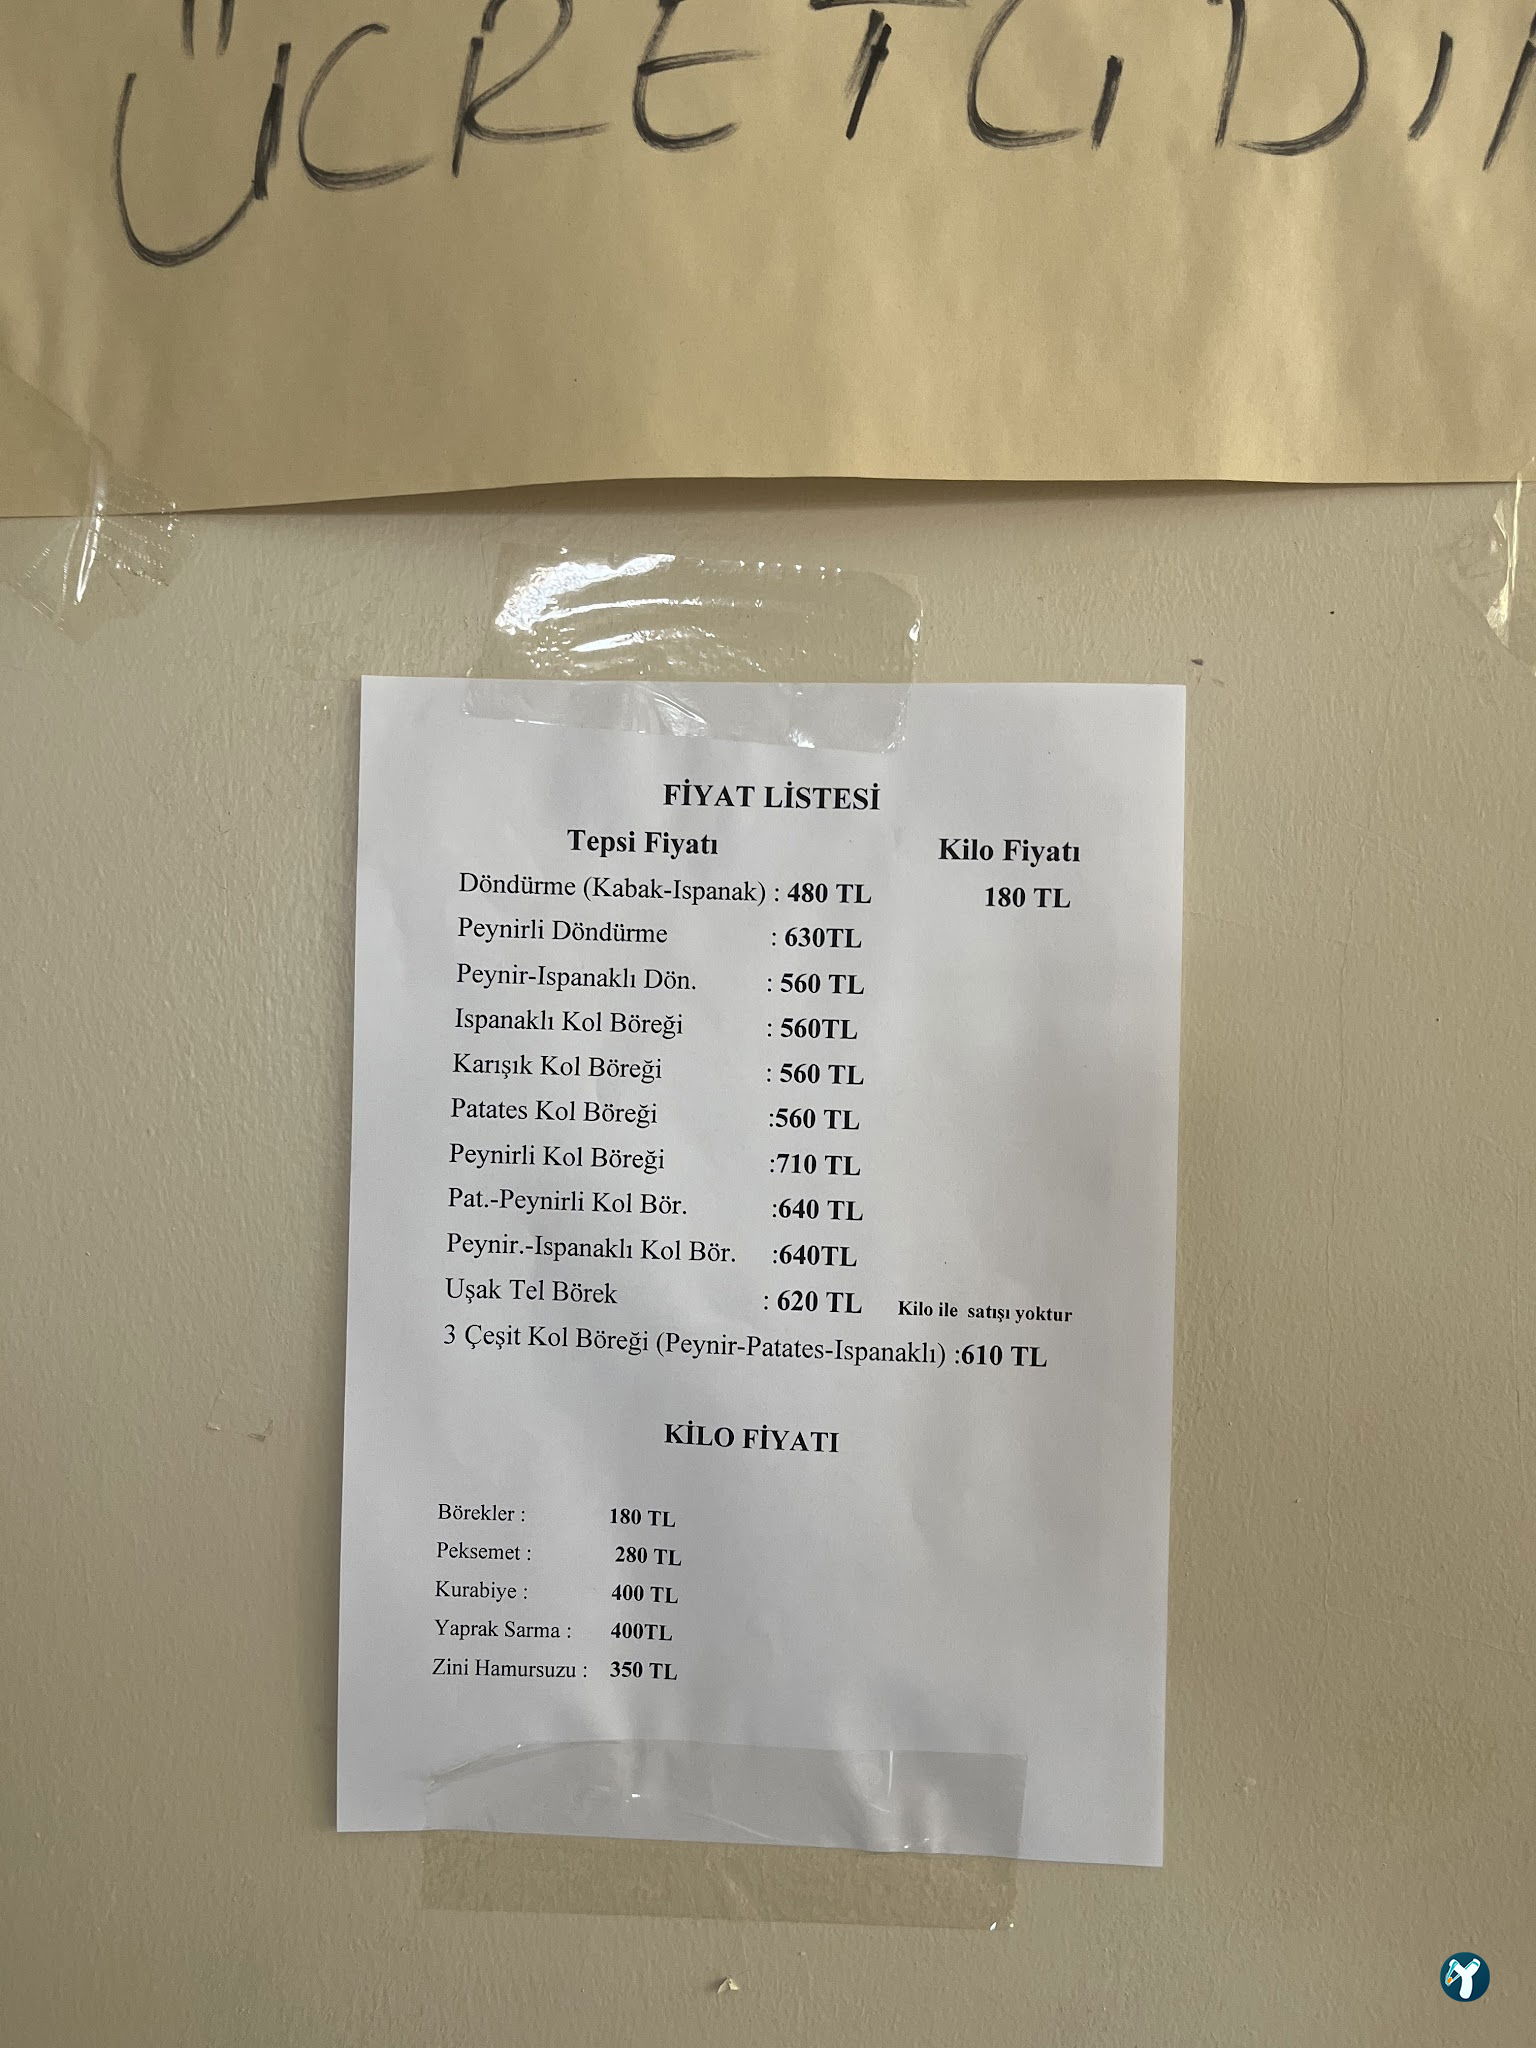 ÜCRETLİDİR
FİYAT LİSTESİ
Tepsi Fiyatı Kilo Fiyatı
Döndürme (Kabak-Ispanak) : 480 TL 180 TL
Peynirli Döndürme : 630TL
Peynir-Ispanaklı Dön. : 560 TL
Ispanaklı Kol Böreği : 560TL
Karışık Kol Böreği : 560 TL
Patates Kol Böreği :560 TL
Peynirli Kol Böreği :710 TL
Pat.-Peynirli Kol Bör. :640 TL
Peynir.-Ispanaklı Kol Bör. :640TL
Uşak Tel Börek : 620 TL Kilo ile satışı yoktur
3 Çeşit Kol Böreği (Peynir-Patates-Ispanaklı) :610 TL
KİLO FİYATI
Börekler : 180 TL
Peksemet : 280 TL
Kurabiye : 400 TL
Yaprak Sarma : 400TL
Zini Hamursuzu : 350 TL